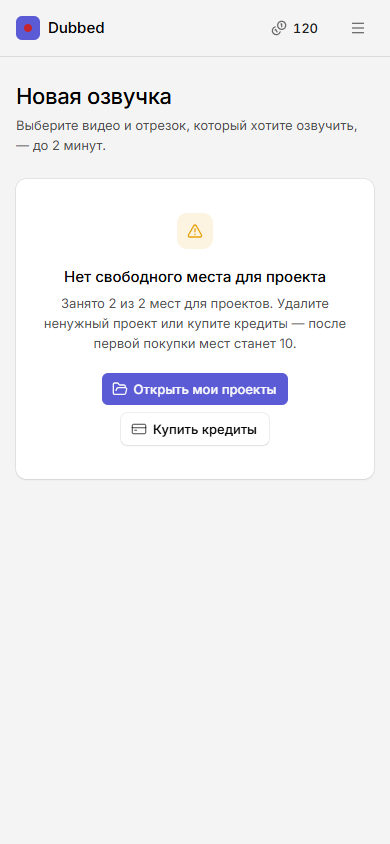 Dubbed
120
Новая озвучка
Выберите видео и отрезок, который хотите озвучить,
— до 2 минут.
Нет свободного места для проекта
Занято 2 из 2 мест для проектов. Удалите
ненужный проект или купите кредиты — после
первой покупки мест станет 10.
Открыть мои проекты
Купить кредиты